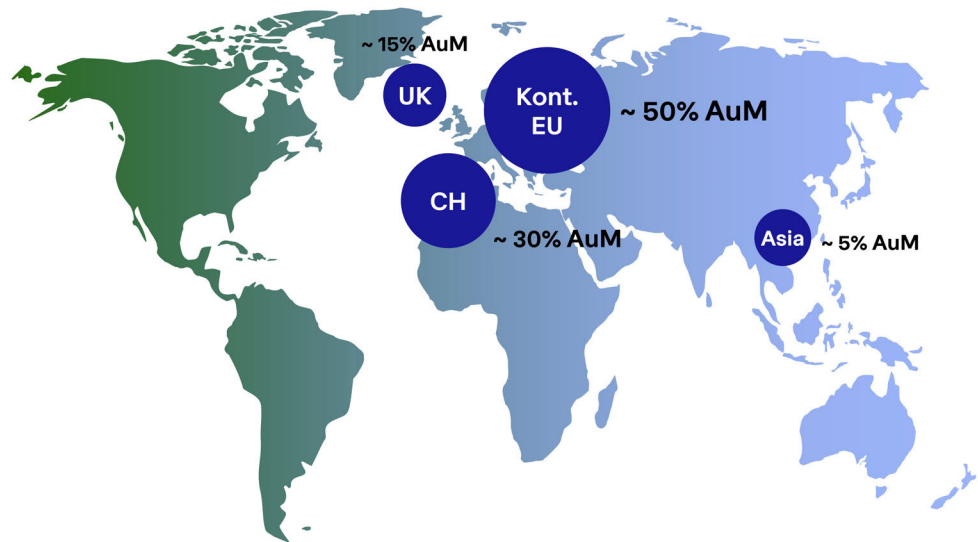 ~ 15% AuM
UK
Kont.
EU
~ 50% AuM
CH
~ 30% AuM
Asia
~ 5% AuM